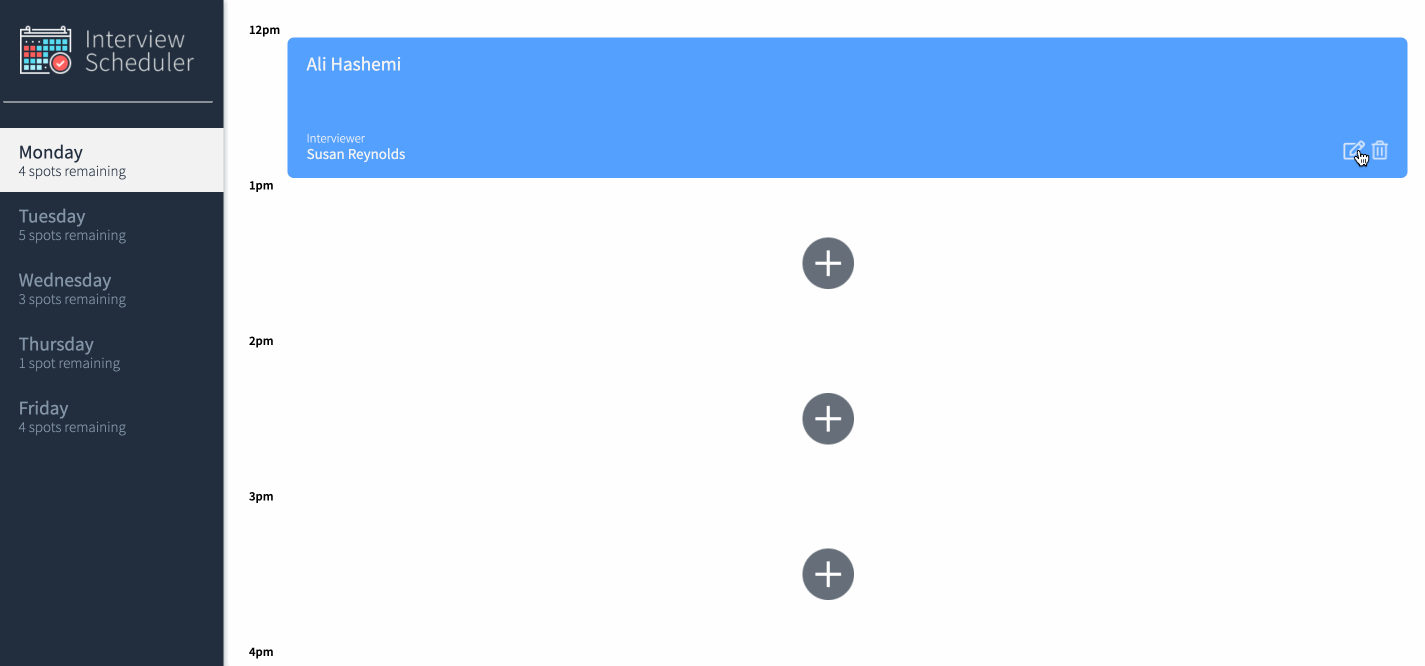 Interview
Scheduler
Monday
4 spots remaining
Tuesday
5 spots remaining
Wednesday
3 spots remaining
Thursday
1 spot remaining
Friday
4 spots remaining
12pm
Ali Hashemi
Interviewer
Susan Reynolds
1pm
2pm
3pm
4pm